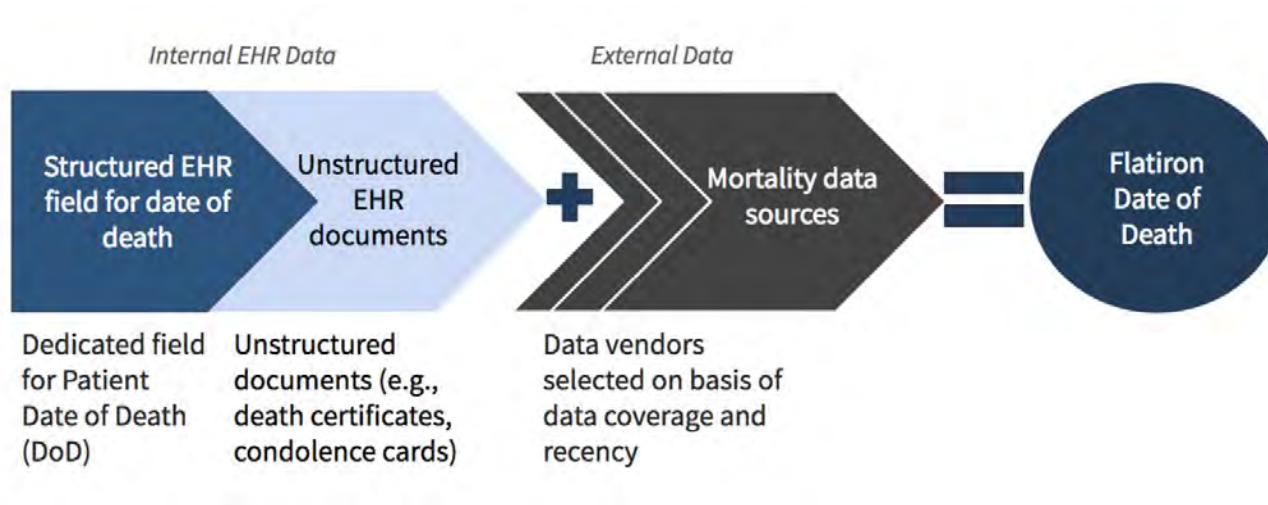 Internal EHR Data
External Data
Structured EHR
field for date of
death
Unstructured
EHR
documents
Mortality data
sources
Flatiron
Date of
Death
Dedicated field
for Patient
Date of Death
(DoD)
Unstructured
documents (e.g.,
death certificates,
condolence cards)
Data vendors
selected on basis of
data coverage and
recency